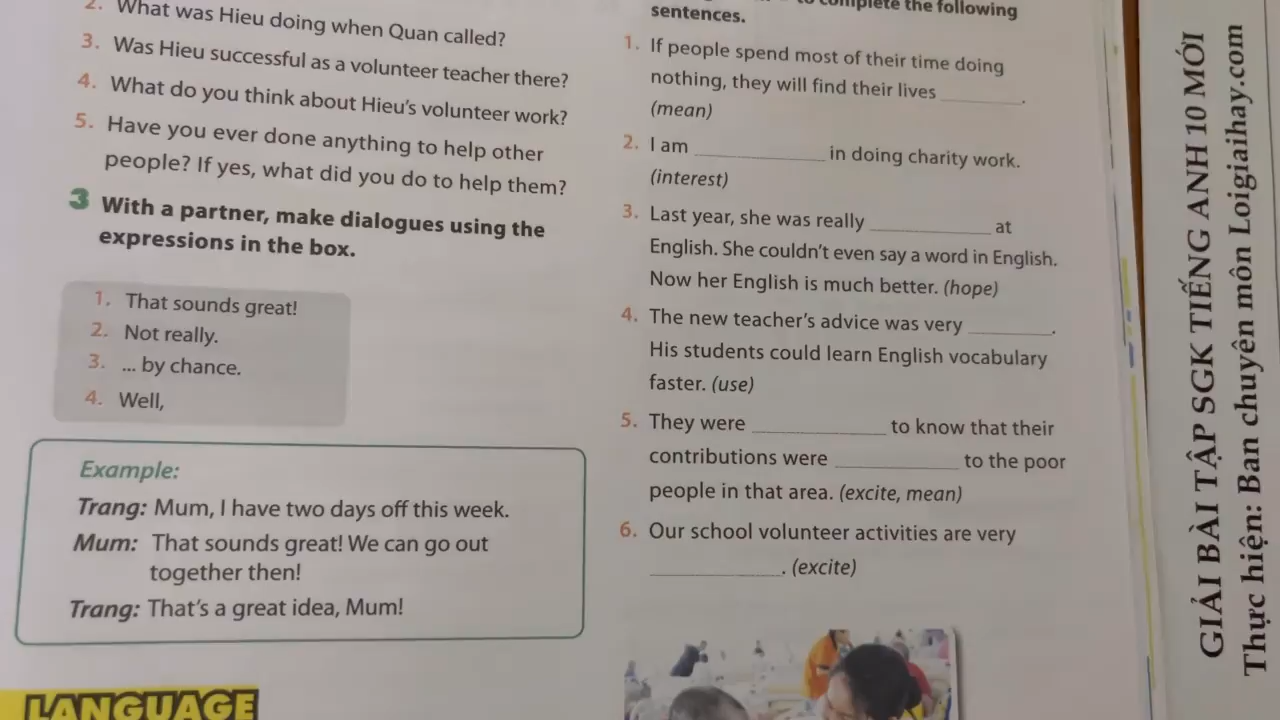 2. What was Hieu doing when Quan called?
3. Was Hieu successful as a volunteer teacher there?
4. What do you think about Hieu's volunteer work?
5. Have you ever done anything to help other
people? If yes, what did you do to help them?
3 With a partner, make dialogues using the
expressions in the box.
1. That sounds great!
2. Not really.
3. ... by chance.
4. Well,
Example:
Trang: Mum, I have two days off this week.
Mum: That sounds great! We can go out
together then!
Trang: That's a great idea, Mum!
LANGUAGE
to complete the following
sentences.
1. If people spend most of their time doing
nothing, they will find their lives ________.
(mean)
2. I am ____________ in doing charity work.
(interest)
3. Last year, she was really ____________ at
English. She couldn't even say a word in English.
Now her English is much better. (hope)
4. The new teacher's advice was very ________.
His students could learn English vocabulary
faster. (use)
5. They were ____________ to know that their
contributions were ____________ to the poor
people in that area. (excite, mean)
6. Our school volunteer activities are very
____________. (excite)
GIẢI BÀI TẬP SGK TIẾNG ANH 10 MỚI
Thực hiện: Ban chuyên môn Loigiaihay.com